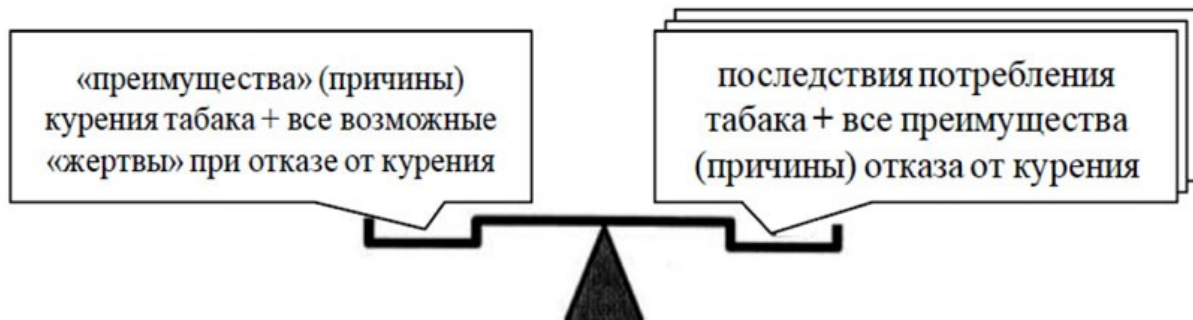 «преимущества» (причины)
курения табака + все возможные
«жертвы» при отказе от курения
последствия потребления
табака + все преимущества
(причины) отказа от курения